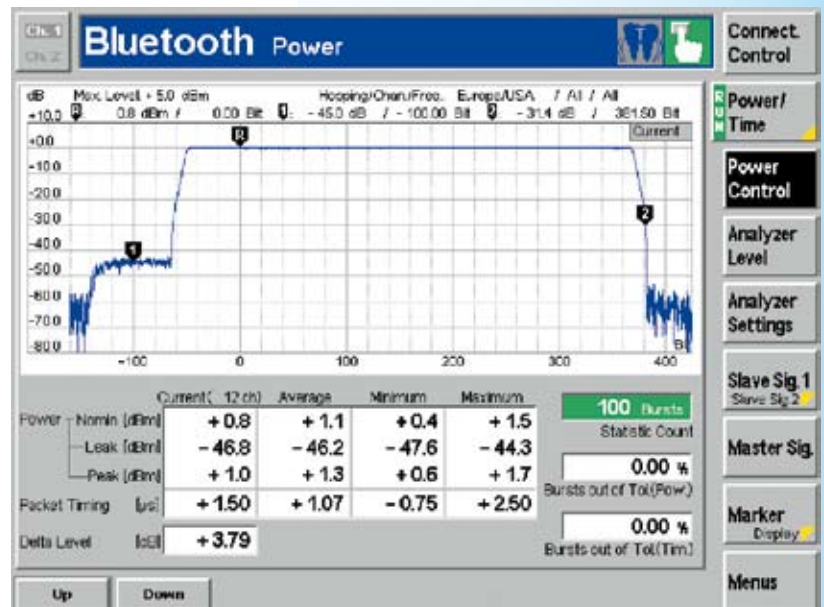 Ch. 1
Ch. 2
Bluetooth Power
Connect. Control
dB Max. Level + 5.0 dBm Hopping/Chan./Freq. Europe/USA / All / All
+10.0 R: 0.8 dBm / 0.00 Bit 1: - 45.0 dB / - 100.00 Bit 2: - 31.4 dB / 381.50 Bit
Current
+0.0
-10.0
-20.0
-30.0
-40.0
-50.0
-60.0
-70.0
-80.0
R
1
2
-100 0 100 200 300 400
Current( 12 ch) Average Minimum Maximum
Power Nomin [dBm] + 0.8 + 1.1 + 0.4 + 1.5
Leak [dBm] - 46.8 - 46.2 - 47.6 - 44.3
Peak [dBm] + 1.0 + 1.3 + 0.6 + 1.7
Packet Timing [µs] + 1.50 + 1.07 - 0.75 + 2.50
Delta Level [dB] + 3.79
100 Bursts
Statistic Count
0.00 %
Bursts out of Tol.(Pow.)
0.00 %
Bursts out of Tol.(Tim.)
RUN
Power/ Time
Power Control
Analyzer Level
Analyzer Settings
Slave Sig.1
Slave Sig.2
Master Sig.
Marker
Display
Menus
Up Down